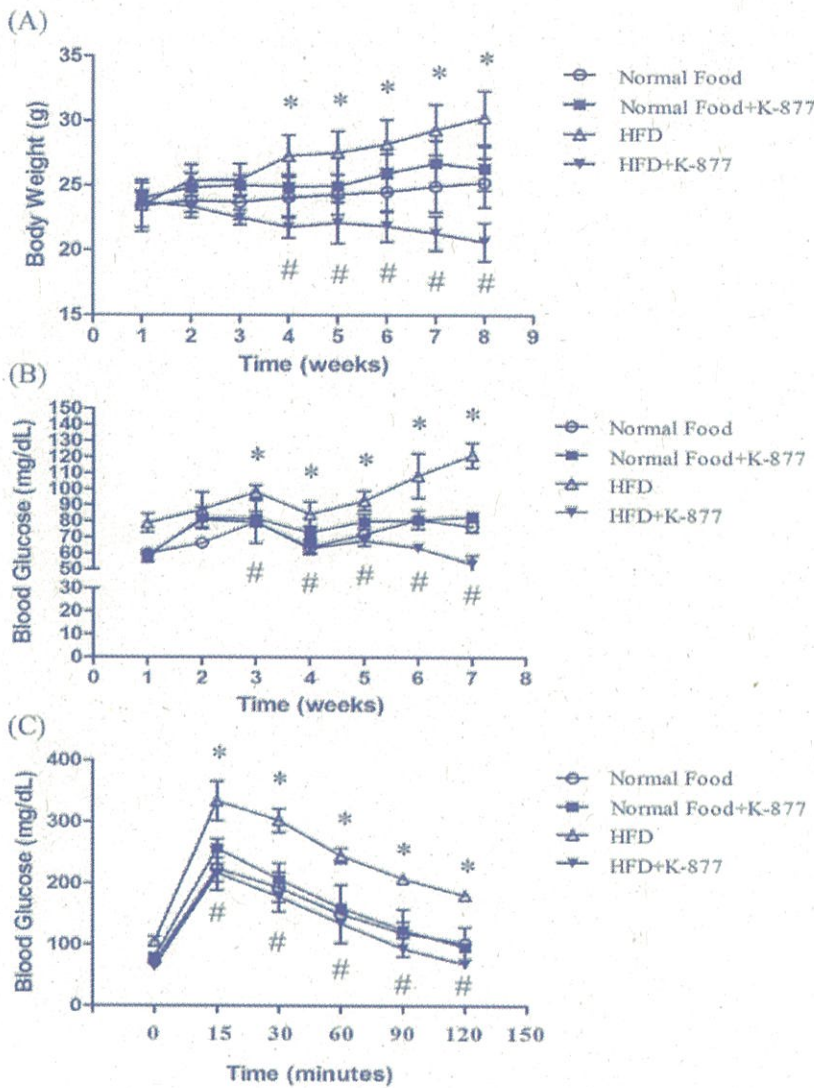 (A)
35
30
25
20
15
Body Weight (g)
* * * * *
# # # # #
0 1 2 3 4 5 6 7 8 9
Time (weeks)
Normal Food
Normal Food+K-877
HFD
HFD+K-877
(B)
150
140
130
120
110
100
90
80
70
60
50
30
20
10
0
Blood Glucose (mg/dL)
* * * * *
# # # # #
0 1 2 3 4 5 6 7 8
Time (weeks)
Normal Food
Normal Food+K-877
HFD
HFD+K-877
(C)
400
300
200
100
0
Blood Glucose (mg/dL)
* * * * *
# # # # #
0 15 30 60 90 120 150
Time (minutes)
Normal Food
Normal Food+K-877
HFD
HFD+K-877